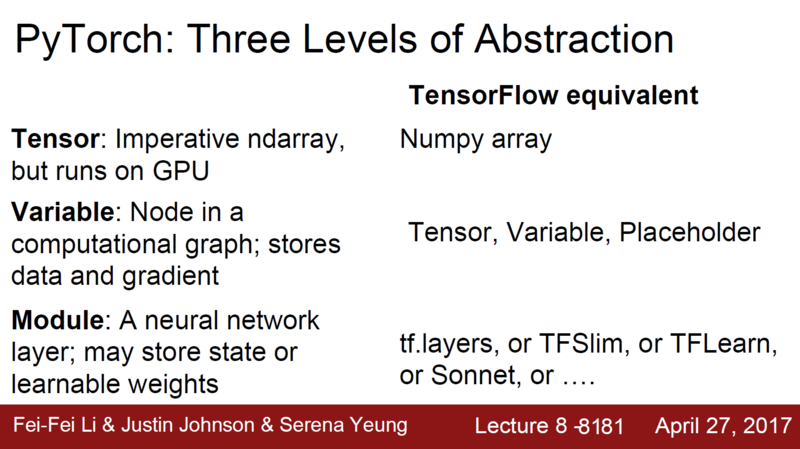 PyTorch: Three Levels of Abstraction
TensorFlow equivalent
Tensor: Imperative ndarray,
but runs on GPU
Numpy array
Variable: Node in a
computational graph; stores
data and gradient
Tensor, Variable, Placeholder
Module: A neural network
layer; may store state or
learnable weights
tf.layers, or TFSlim, or TFLearn,
or Sonnet, or ….
Fei-Fei Li & Justin Johnson & Serena Yeung
Lecture 8 -8181
April 27, 2017